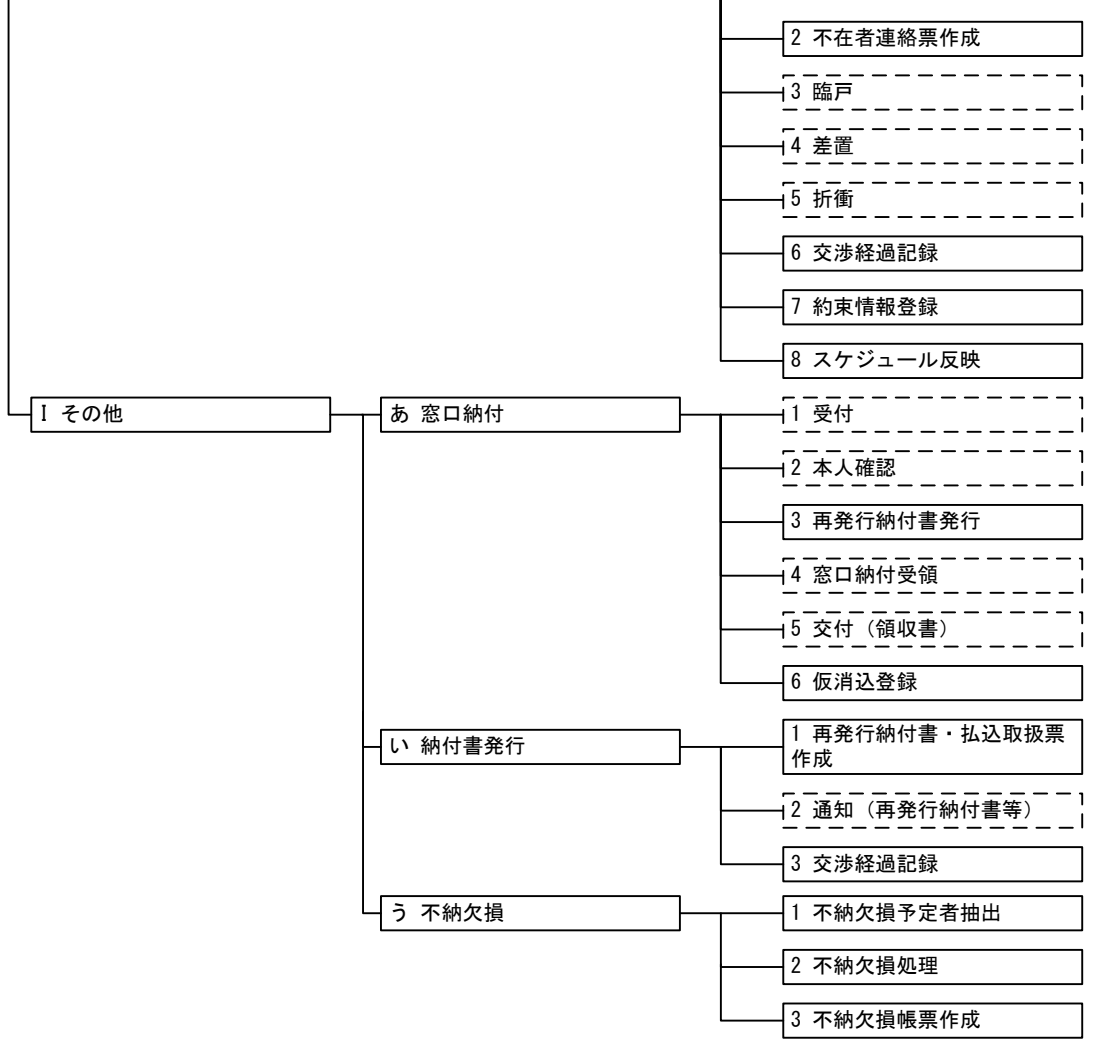 2 不在者連絡票作成
3 臨戸
4 差置
5 折衝
6 交渉経過記録
7 約束情報登録
8 スケジュール反映
I その他
あ 窓口納付
1 受付
2 本人確認
3 再発行納付書発行
4 窓口納付受領
5 交付（領収書）
6 仮消込登録
い 納付書発行
1 再発行納付書・払込取扱票
作成
2 通知（再発行納付書等）
3 交渉経過記録
う 不納欠損
1 不納欠損予定者抽出
2 不納欠損処理
3 不納欠損帳票作成